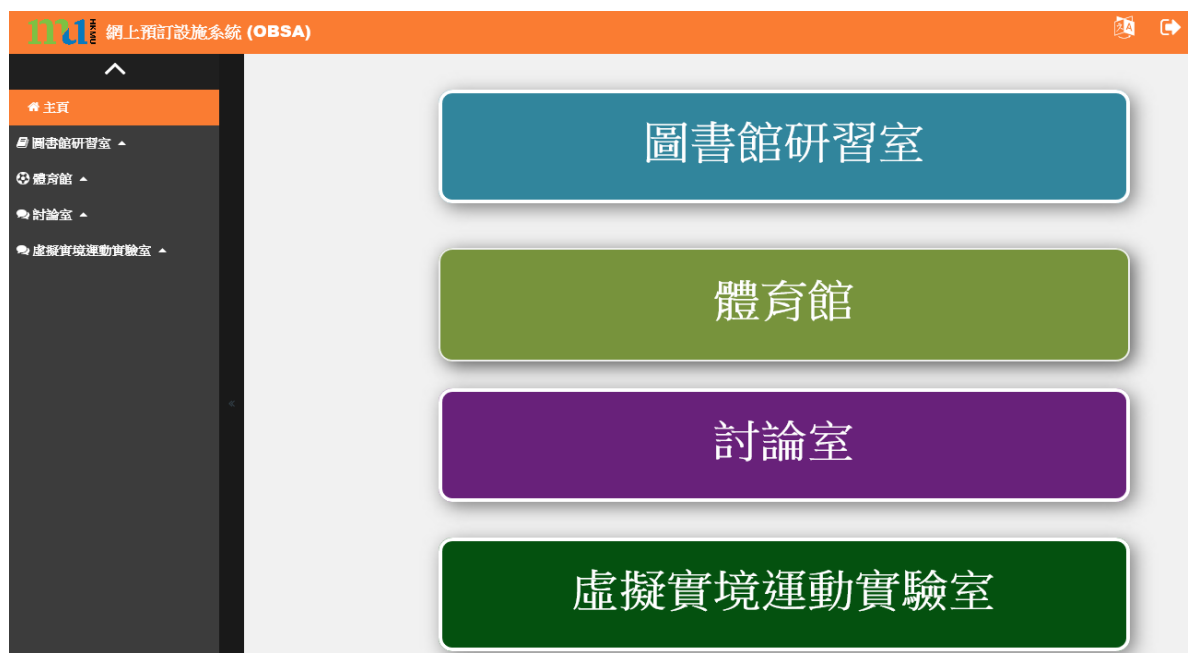 mu HKMU 網上預訂設施系統 (OBSA)
主頁
圖書館研習室
體育館
討論室
虛擬實境運動實驗室
圖書館研習室
體育館
討論室
虛擬實境運動實驗室